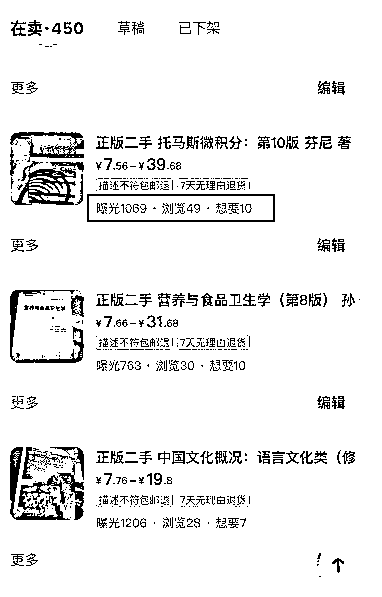 在卖·450 草稿 已下架
更多 编辑
正版二手 托马斯微积分：第10版 芬尼 著
¥7.56-¥39.68
描述不符包邮退 7天无理由退货
曝光1069 · 浏览49 · 想要10
更多 编辑
正版二手 营养与食品卫生学（第8版） 孙
¥7.66-¥31.68
描述不符包邮退 7天无理由退货
曝光763 · 浏览30 · 想要10
更多 编辑
正版二手 中国文化概况：语言文化类（修
¥7.76-¥19.8
描述不符包邮退 7天无理由退货
曝光1206 · 浏览28 · 想要7
更多